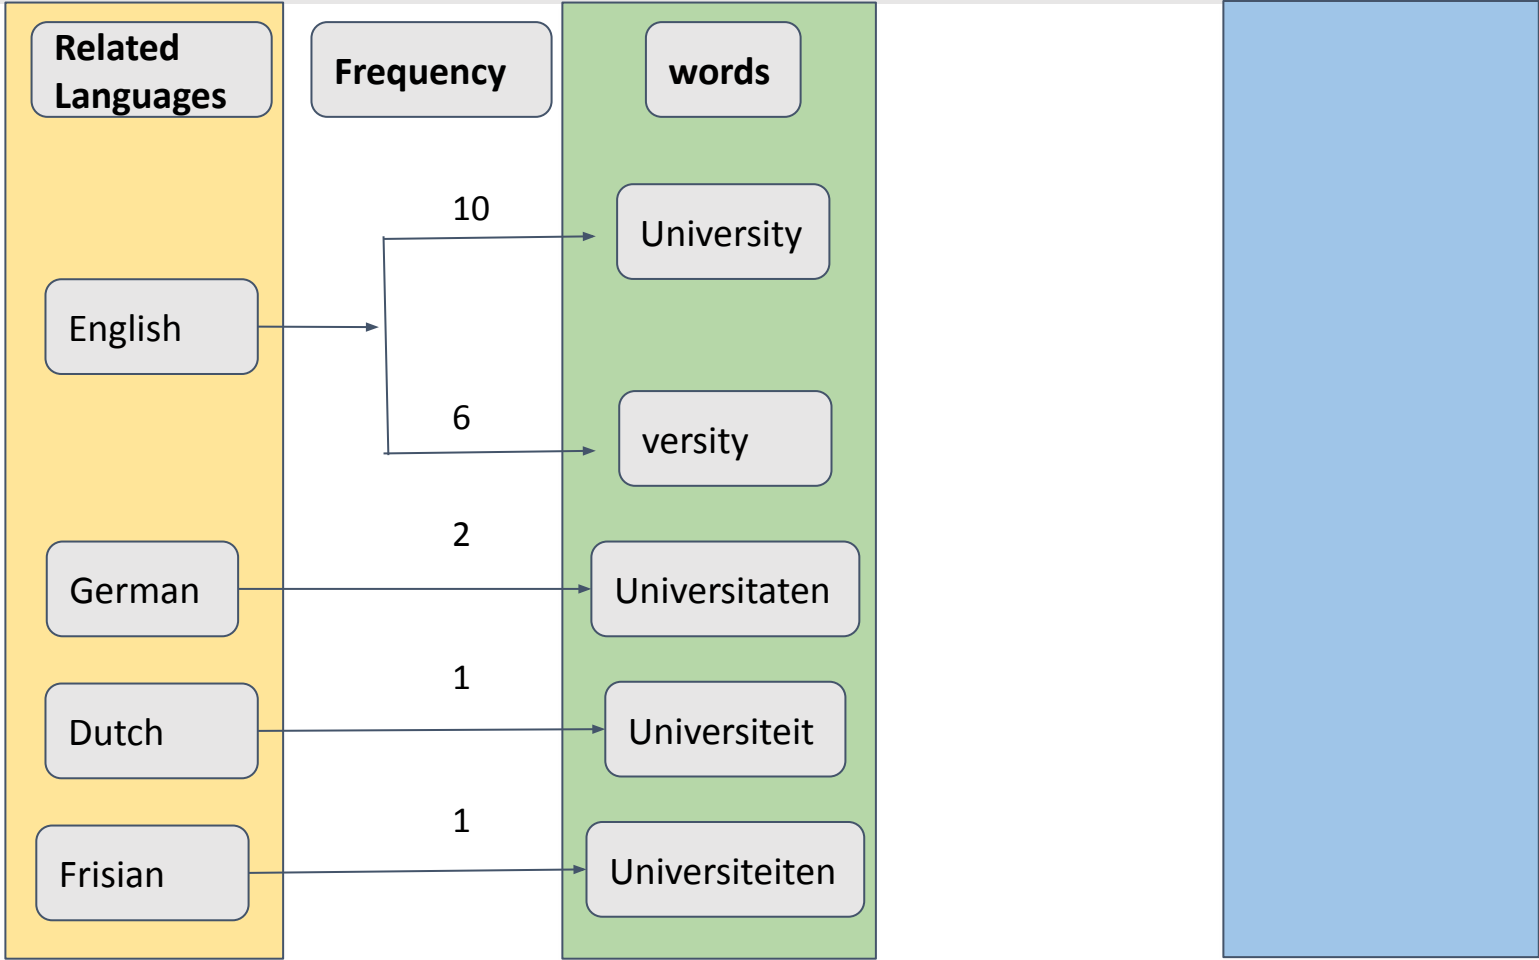 Related
Languages
Frequency
words
10
University
English
6
versity
2
German
Universitaten
1
Dutch
Universiteit
1
Frisian
Universiteiten